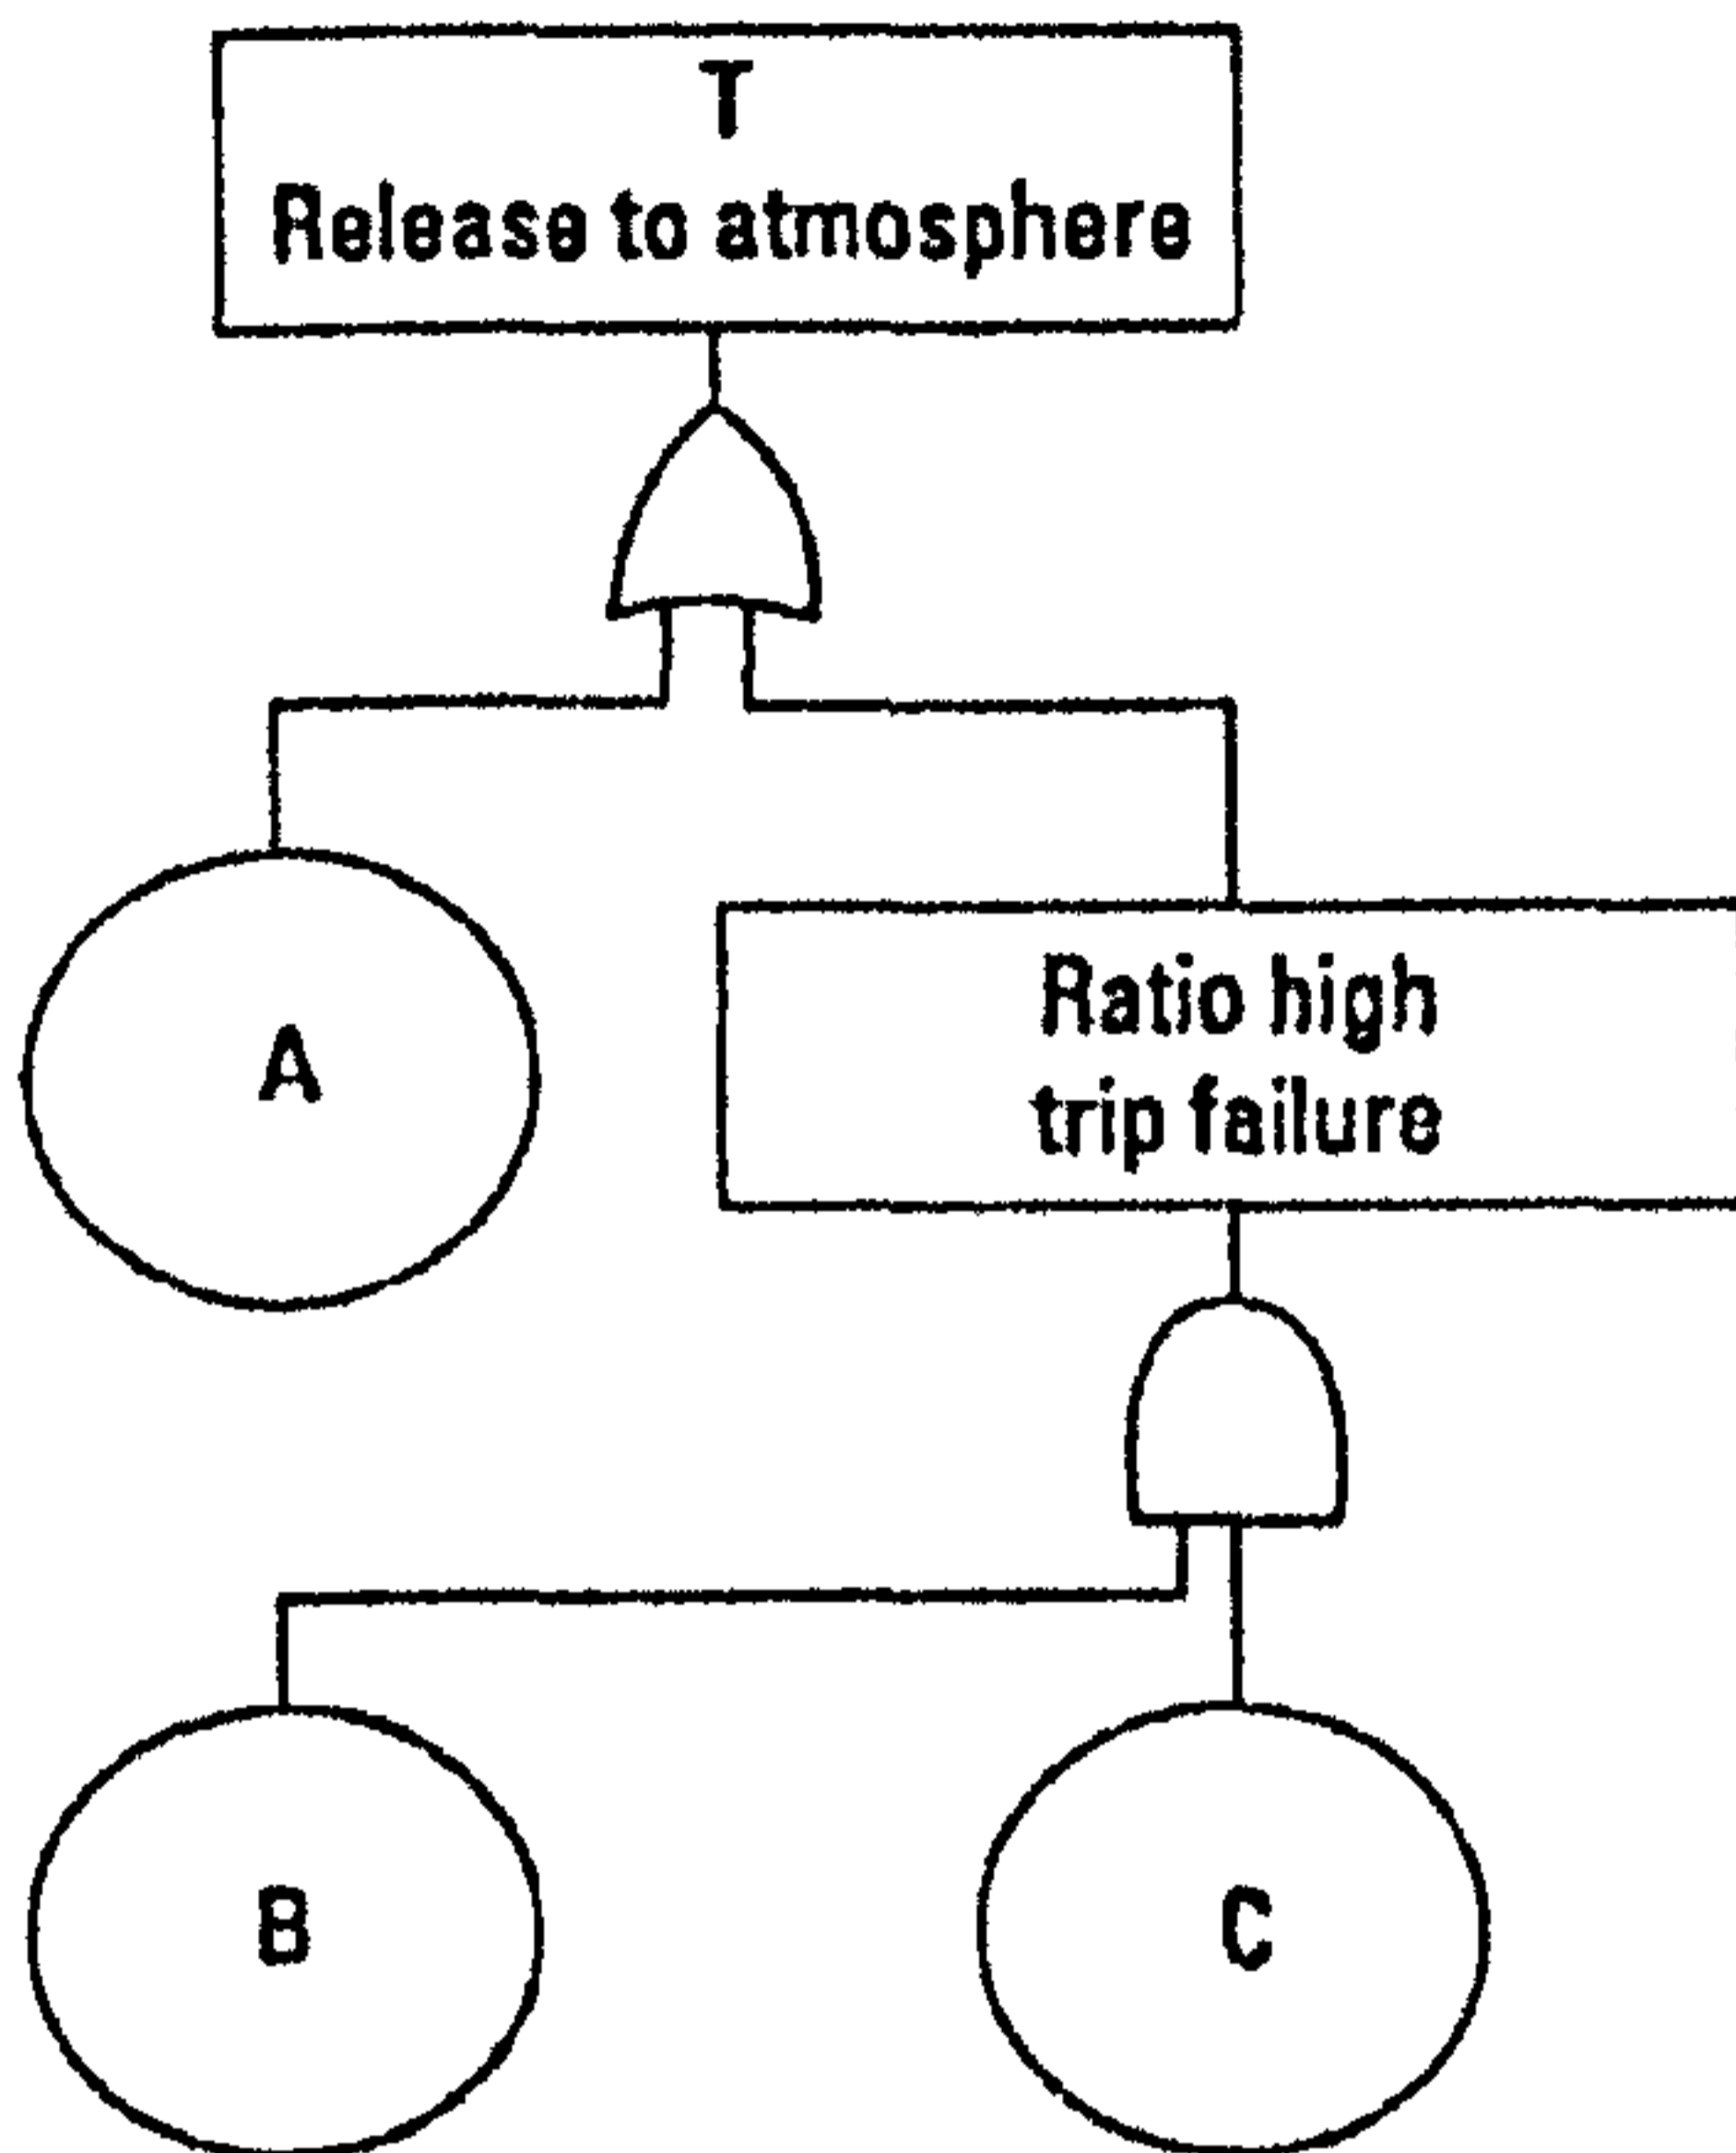 T
Release to atmosphere
A
Ratio high
trip failure
B
C